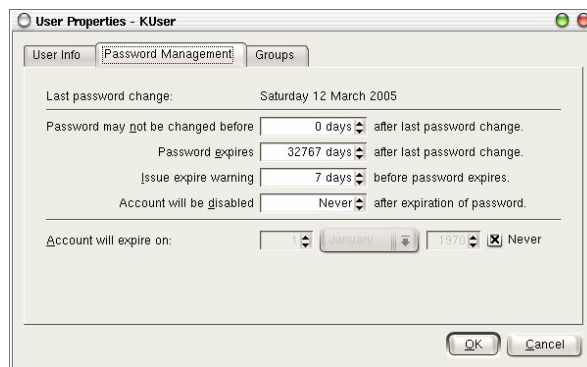 User Properties - KUser
User Info Password Management Groups
Last password change: Saturday 12 March 2005
Password may not be changed before 0 days after last password change.
Password expires 32767 days after last password change.
Issue expire warning 7 days before password expires.
Account will be disabled Never after expiration of password.
Account will expire on: 1 January 1970 Never
OK Cancel